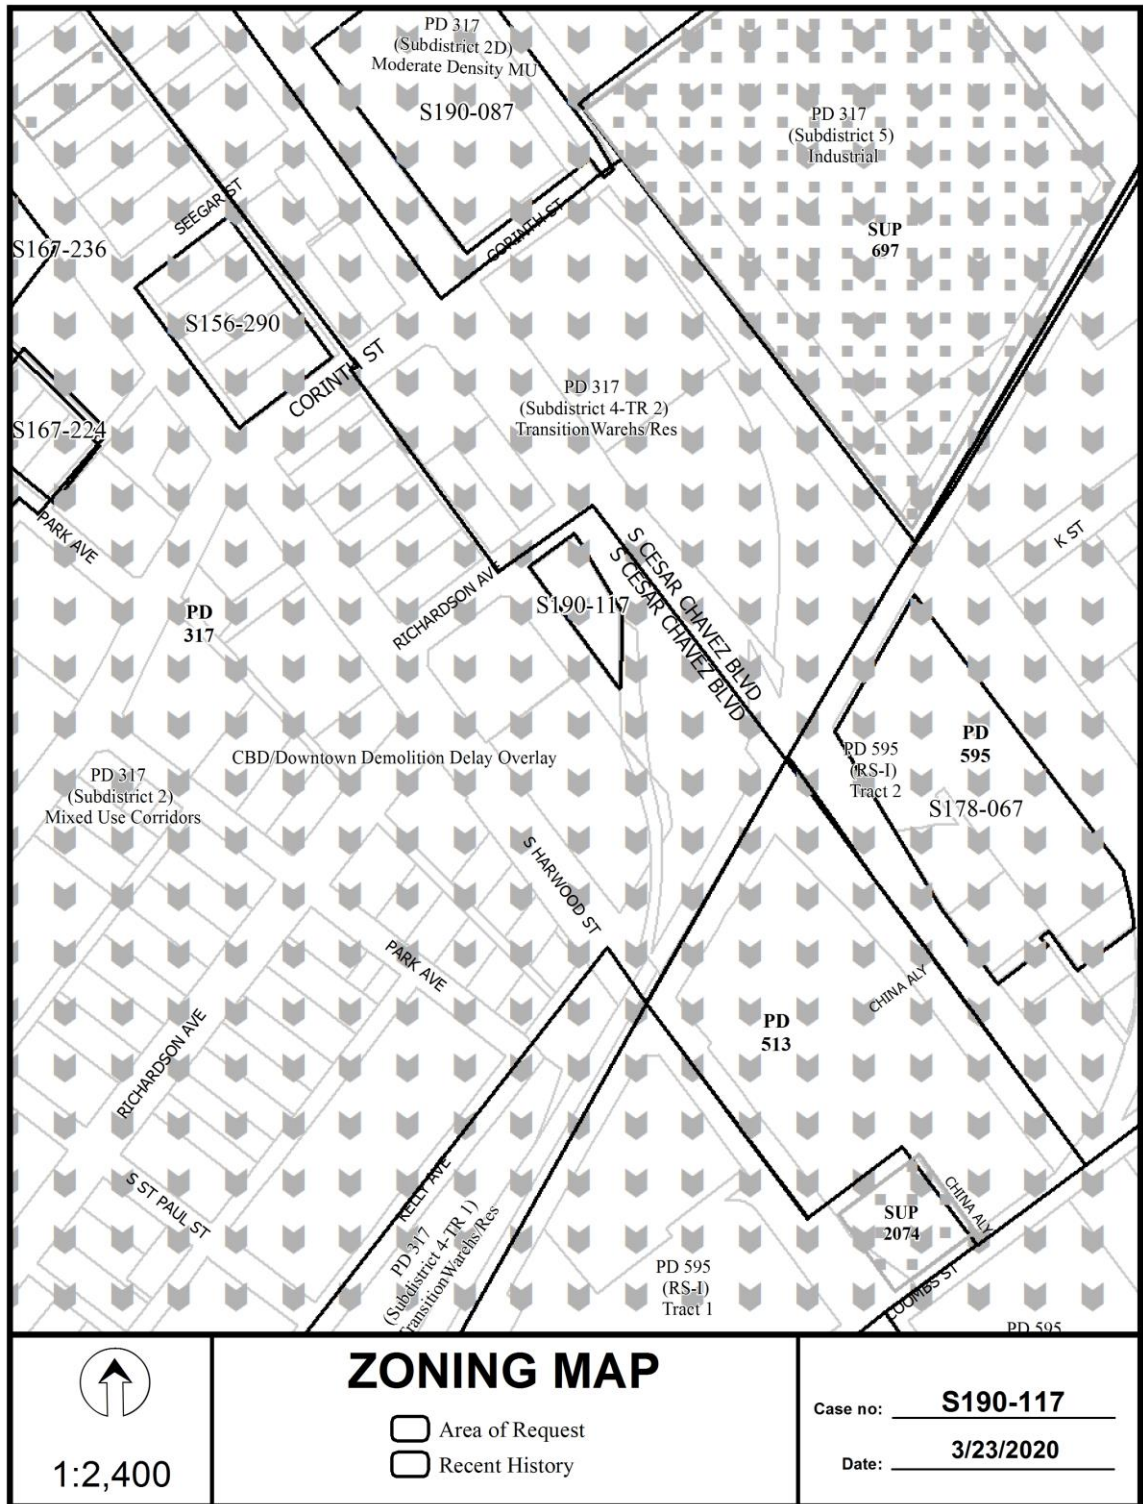 PD 317
(Subdistrict 2D)
Moderate Density MU
S190-087
PD 317
(Subdistrict 5)
Industrial
SUP
697
SEEGAR ST
CORINTH ST
S167-236
S156-290
CORINTH ST
PD 317
(Subdistrict 4-TR 2)
TransitionWarehs/Res
S167-224
PARK AVE
K ST
S CESAR CHAVEZ BLVD
S CESAR CHAVEZ BLVD
RICHARDSON AVE
S190-117
PD
317
CBD/Downtown Demolition Delay Overlay
PD 595
(RS-I)
Tract 2
PD
595
S178-067
PD 317
(Subdistrict 2)
Mixed Use Corridors
S HARWOOD ST
PARK AVE
CHINA ALY
PD
513
RICHARDSON AVE
S ST PAUL ST
KELLY AVE
PD 317
(Subdistrict 4-TR 1)
TransitionWarehs/Res
CHINA ALY
SUP
2074
PD 595
(RS-I)
Tract 1
COOMBS ST
PD 595
1:2,400
ZONING MAP
Area of Request
Recent History
Case no: S190-117
Date: 3/23/2020